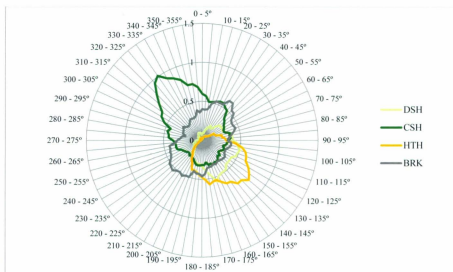 0 - 5°
350 - 355°
10 - 15°
340 - 345°
20 - 25°
330 - 335°
30 - 35°
320 - 325°
40 - 45°
310 - 315°
50 - 55°
300 - 305°
60 - 65°
290 - 295°
70 - 75°
280 - 285°
80 - 85°
270 - 275°
90 - 95°
260 - 265°
100 - 105°
250 - 255°
110 - 115°
240 - 245°
120 - 125°
230 - 235°
130 - 135°
220 - 225°
140 - 145°
210 - 215°
150 - 155°
200 - 205°
160 - 165°
190 - 195°
170 - 175°
180 - 185°
1.5
1
0.5
0
DSH
CSH
HTH
BRK